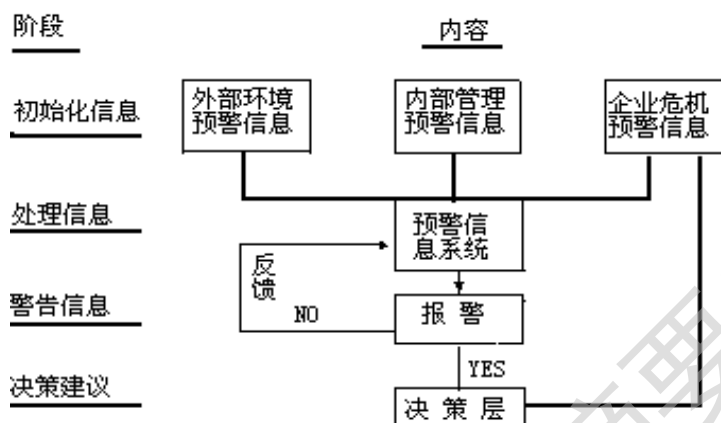 阶段
内容
初始化信息
外部环境
预警信息
内部管理
预警信息
企业危机
预警信息
处理信息
预警信
息系统
反
馈
警告信息
NO
报 警
YES
决策建议
决 策 层